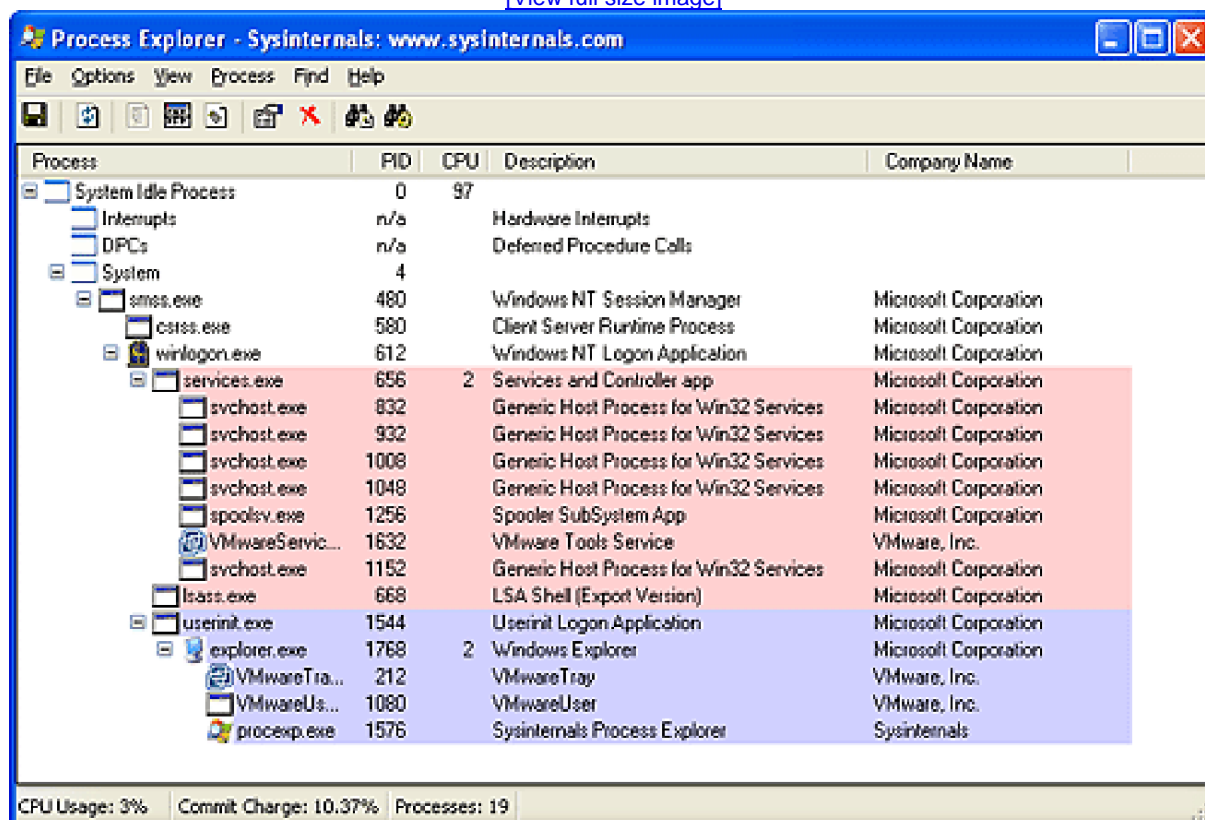 [View full size image]
Process Explorer - Sysinternals: www.sysinternals.com
File Options View Process Find Help
Process PID CPU Description Company Name
System Idle Process 0 97
Interrupts n/a Hardware Interrupts
DPCs n/a Deferred Procedure Calls
System 4
smss.exe 480 Windows NT Session Manager Microsoft Corporation
csrss.exe 580 Client Server Runtime Process Microsoft Corporation
winlogon.exe 612 Windows NT Logon Application Microsoft Corporation
services.exe 656 2 Services and Controller app Microsoft Corporation
svchost.exe 832 Generic Host Process for Win32 Services Microsoft Corporation
svchost.exe 932 Generic Host Process for Win32 Services Microsoft Corporation
svchost.exe 1008 Generic Host Process for Win32 Services Microsoft Corporation
svchost.exe 1048 Generic Host Process for Win32 Services Microsoft Corporation
spoolsv.exe 1256 Spooler SubSystem App Microsoft Corporation
VMwareServic... 1632 VMware Tools Service VMware, Inc.
svchost.exe 1152 Generic Host Process for Win32 Services Microsoft Corporation
lsass.exe 668 LSA Shell (Export Version) Microsoft Corporation
userinit.exe 1544 Userinit Logon Application Microsoft Corporation
explorer.exe 1768 2 Windows Explorer Microsoft Corporation
VMwareTra... 212 VMwareTray VMware, Inc.
VMwareUs... 1080 VMwareUser VMware, Inc.
procexp.exe 1576 Sysinternals Process Explorer Sysinternals
CPU Usage: 3% Commit Charge: 10.37% Processes: 19